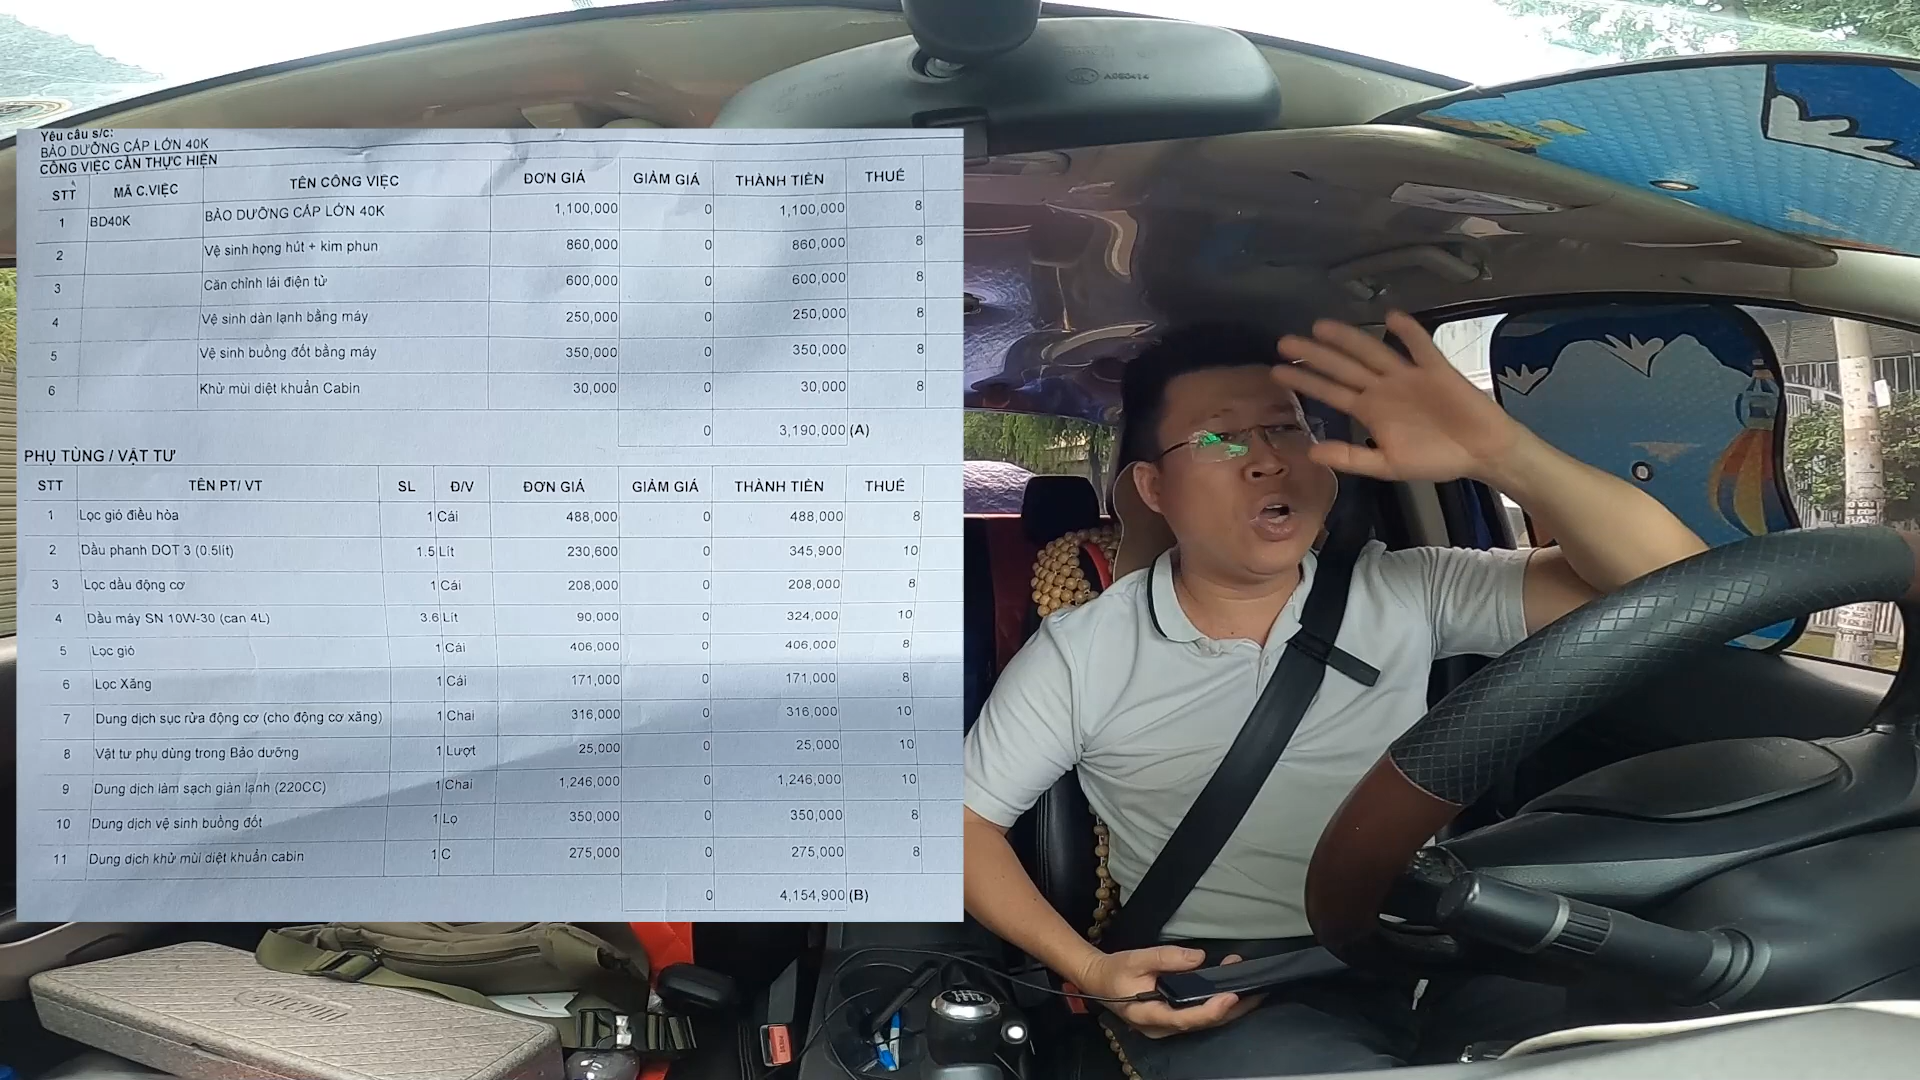 Yêu cầu s/c:
BẢO DƯỠNG CẤP LỚN 40K
CÔNG VIỆC CẦN THỰC HIỆN
STT MÃ C.VIỆC TÊN CÔNG VIỆC ĐƠN GIÁ GIẢM GIÁ THÀNH TIỀN THUẾ
1 BD40K BẢO DƯỠNG CẤP LỚN 40K 1,100,000 0 1,100,000 8
2 Vệ sinh họng hút + kim phun 860,000 0 860,000 8
3 Căn chỉnh lái điện tử 600,000 0 600,000 8
4 Vệ sinh dàn lạnh bằng máy 250,000 0 250,000 8
5 Vệ sinh buồng đốt bằng máy 350,000 0 350,000 8
6 Khử mùi diệt khuẩn Cabin 30,000 0 30,000 8
0 3,190,000 (A)
PHỤ TÙNG / VẬT TƯ
STT TÊN PT/ VT SL Đ/V ĐƠN GIÁ GIẢM GIÁ THÀNH TIỀN THUẾ
1 Lọc gió điều hòa 1 Cái 488,000 0 488,000 8
2 Dầu phanh DOT 3 (0.5lít) 1.5 Lít 230,600 0 345,900 10
3 Lọc dầu động cơ 1 Cái 208,000 0 208,000 8
4 Dầu máy SN 10W-30 (can 4L) 3.6 Lít 90,000 0 324,000 10
5 Lọc gió 1 Cái 406,000 0 406,000 8
6 Lọc Xăng 1 Cái 171,000 0 171,000 8
7 Dung dịch sục rửa động cơ (cho động cơ xăng) 1 Chai 316,000 0 316,000 10
8 Vật tư phụ dùng trong Bảo dưỡng 1 Lượt 25,000 0 25,000 10
9 Dung dịch làm sạch giàn lạnh (220CC) 1 Chai 1,246,000 0 1,246,000 10
10 Dung dịch vệ sinh buồng đốt 1 Lọ 350,000 0 350,000 8
11 Dung dịch khử mùi diệt khuẩn cabin 1 C 275,000 0 275,000 8
0 4,154,900 (B)